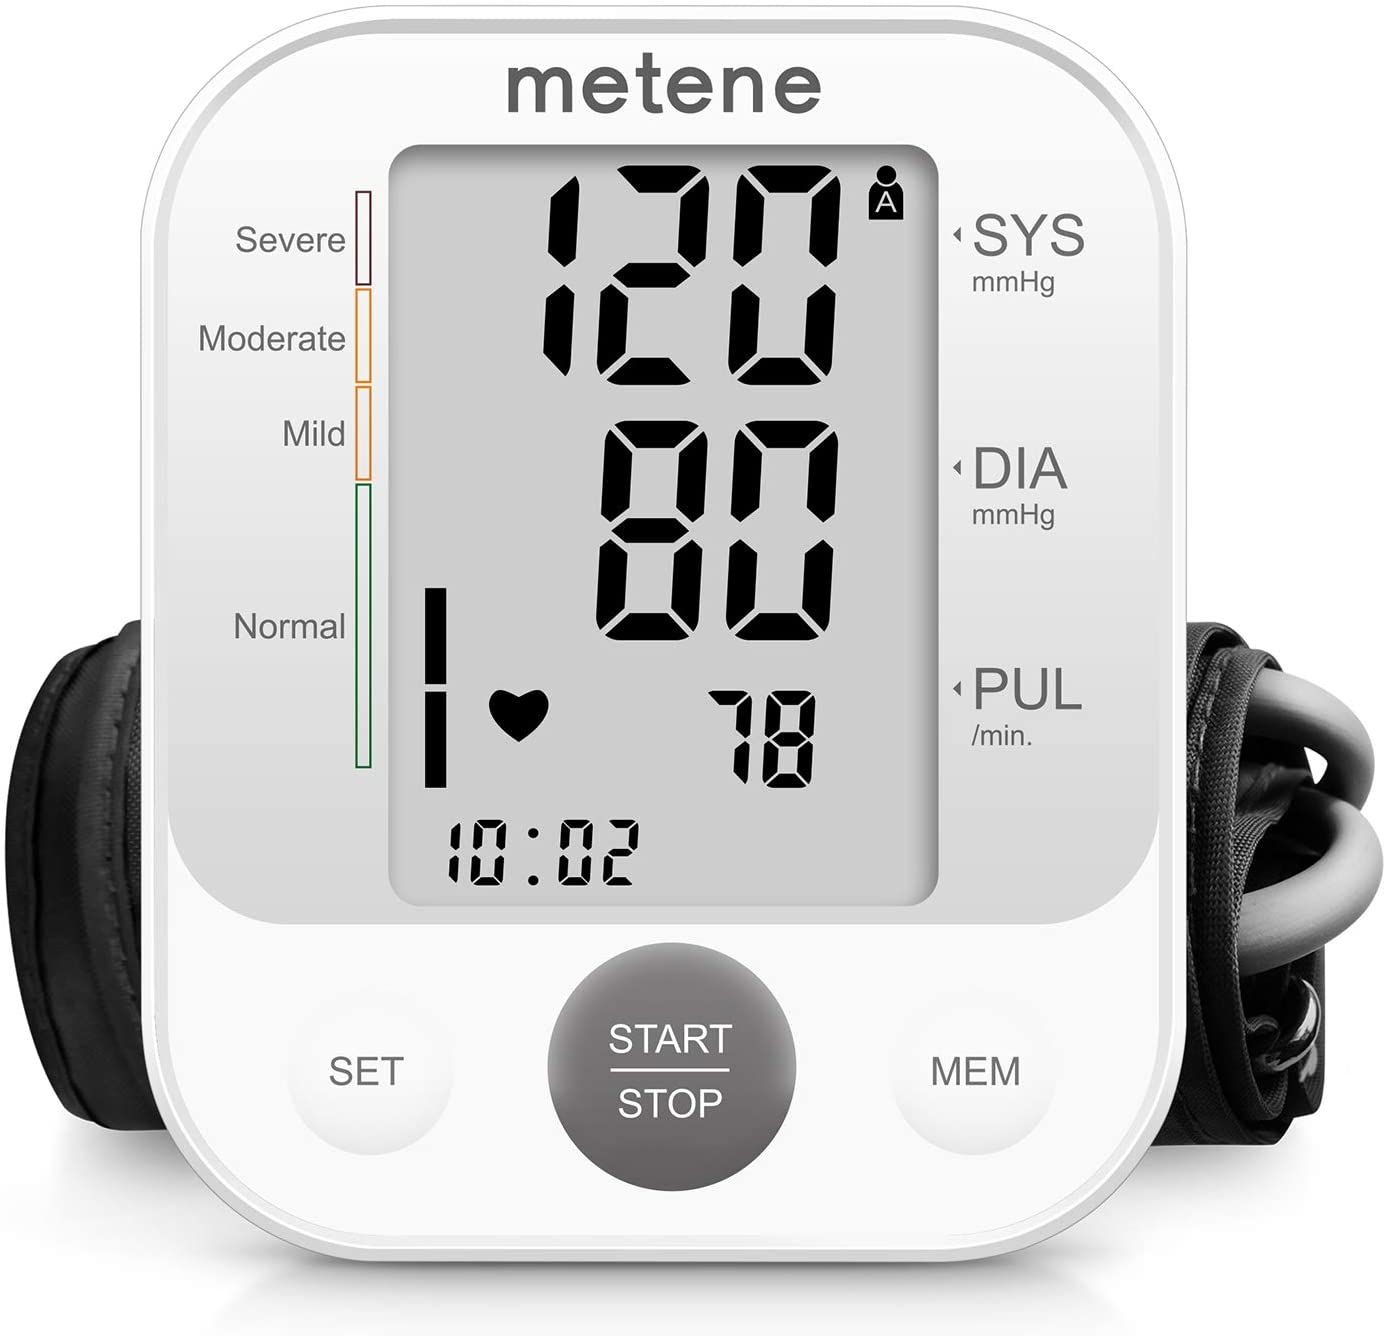 metene
120
A
SYS
mmHg
Severe
Moderate
Mild
Normal
80
DIA
mmHg
78
PUL
/min.
10:02
SET
START
STOP
MEM